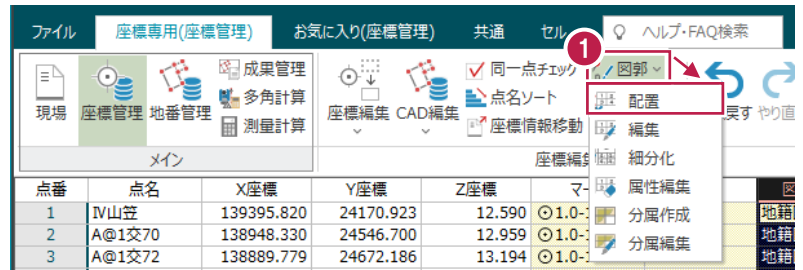 ファイル 座標専用(座標管理) お気に入り(座標管理) 共通 セル ヘルプ・FAQ検索
1
現場 座標管理 地番管理 成果管理 多角計算 測量計算
メイン
座標編集 CAD編集 同一点チェック 点名ソート 座標情報移動
図郭 戻す やり直
座標編集
配置
編集
細分化
属性編集
分属作成
分属編集
点番 点名 X座標 Y座標 Z座標 マー 図
1 Ⅳ山笠 139395.820 24170.923 12.590 ⊙1.0- 地籍
2 A@1交70 138948.330 24546.700 12.959 ⊙1.0- 地籍
3 A@1交72 138889.779 24672.186 13.194 ⊙1.0- 地籍